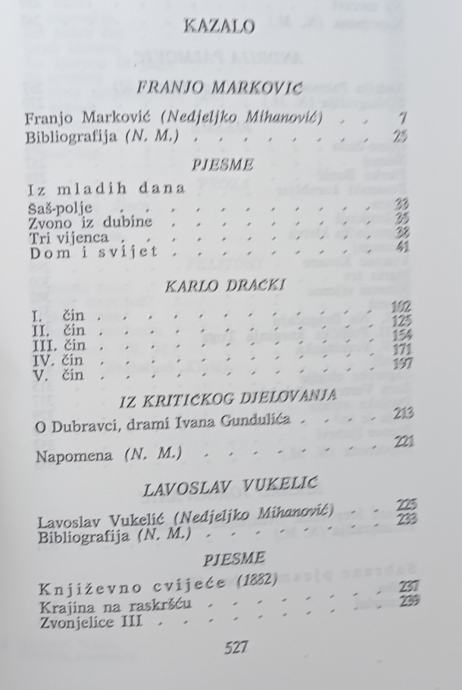 KAZALO
FRANJO MARKOVIĆ
Franjo Marković (Nedjeljko Mihanović) . . 7
Bibliografija (N. M.) . . . . . . . 25
PJESME
Iz mladih dana
Šaš-polje . . . . . . . . . 33
Zvono iz dubine . . . . . . . . 35
Tri vijenca . . . . . . . . . 38
Dom i svijet . . . . . . . . 41
KARLO DRAČKI
I. čin . . . . . . . . . . 102
II. čin . . . . . . . . . . 125
III. čin . . . . . . . . . . 154
IV. čin . . . . . . . . . . 171
V. čin . . . . . . . . . . 197
IZ KRITIČKOG DJELOVANJA
O Dubravci, drami Ivana Gundulića . . . . 213
Napomena (N. M.) . . . . . . . 221
LAVOSLAV VUKELIĆ
Lavoslav Vukelić (Nedjeljko Mihanović) . . 225
Bibliografija (N. M.) . . . . . . . 233
PJESME
Književno cvijeće (1882)
Krajina na raskršću . . . . . . . 237
Zvonjelice III . . . . . . . . 239
527